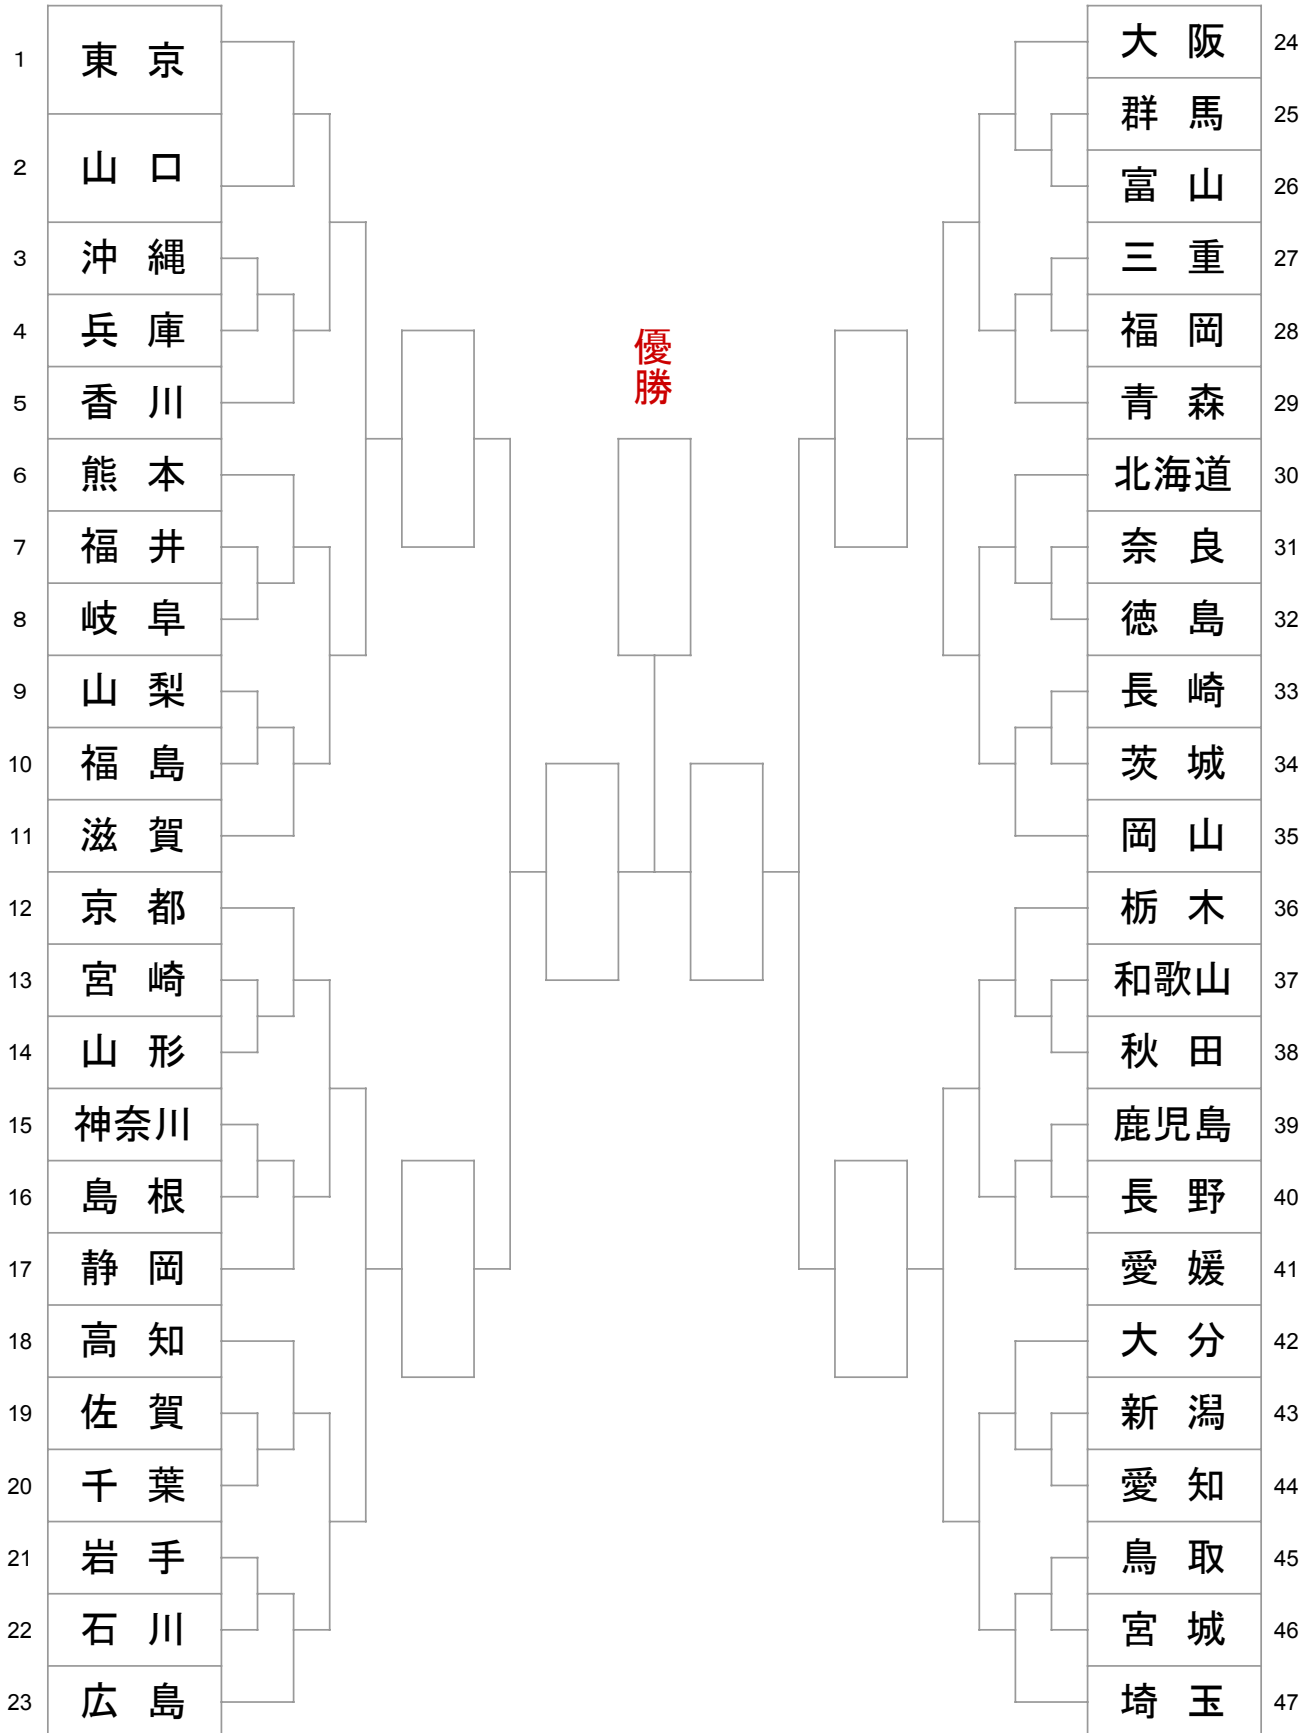 1 東京
2 山口
3 沖縄
4 兵庫
5 香川
6 熊本
7 福井
8 岐阜
9 山梨
10 福島
11 滋賀
12 京都
13 宮崎
14 山形
15 神奈川
16 島根
17 静岡
18 高知
19 佐賀
20 千葉
21 岩手
22 石川
23 広島
優勝
大阪 24
群馬 25
富山 26
三重 27
福岡 28
青森 29
北海道 30
奈良 31
徳島 32
長崎 33
茨城 34
岡山 35
栃木 36
和歌山 37
秋田 38
鹿児島 39
長野 40
愛媛 41
大分 42
新潟 43
愛知 44
鳥取 45
宮城 46
埼玉 47